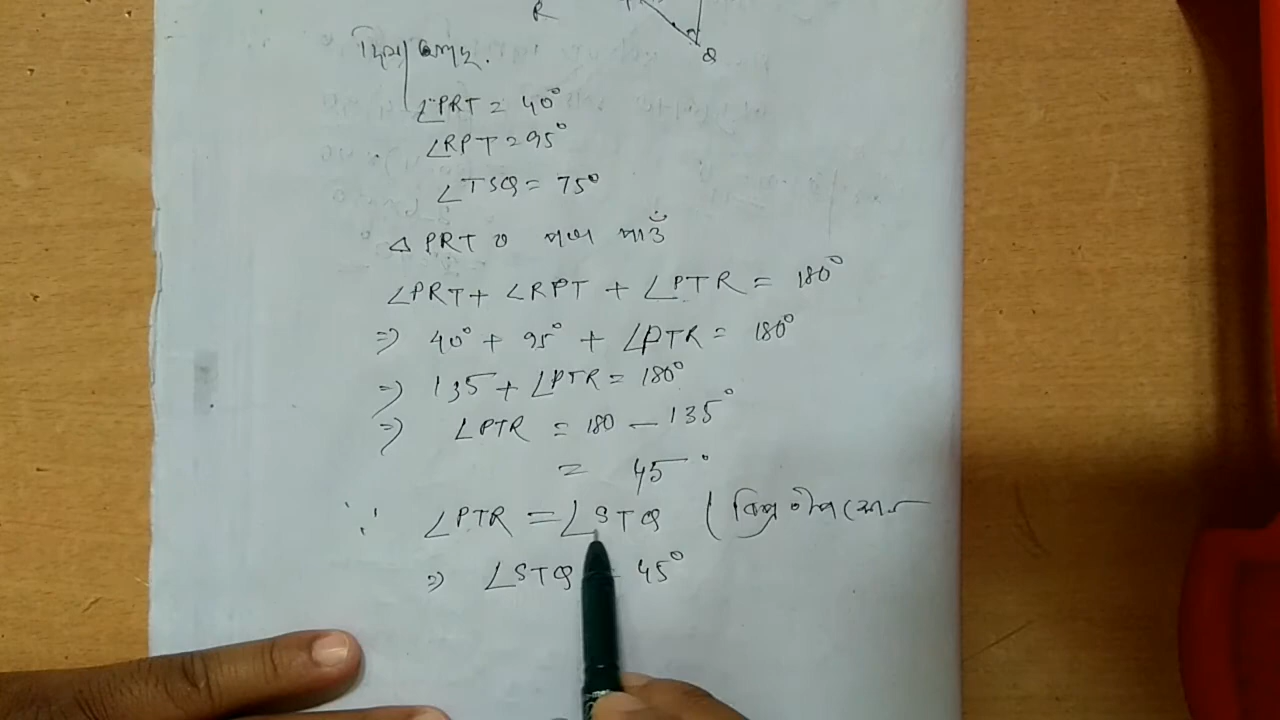 R
Q
∠PRT = 40°
∠RPT = 95°
∠TSQ = 75°
△ PRT ত
∠PRT + ∠RPT + ∠PTR = 180°
⇒ 40° + 95° + ∠PTR = 180°
⇒ 135 + ∠PTR = 180°
⇒ ∠PTR = 180 − 135°
= 45°
∵ ∠PTR = ∠STQ (
⇒ ∠STQ 45°